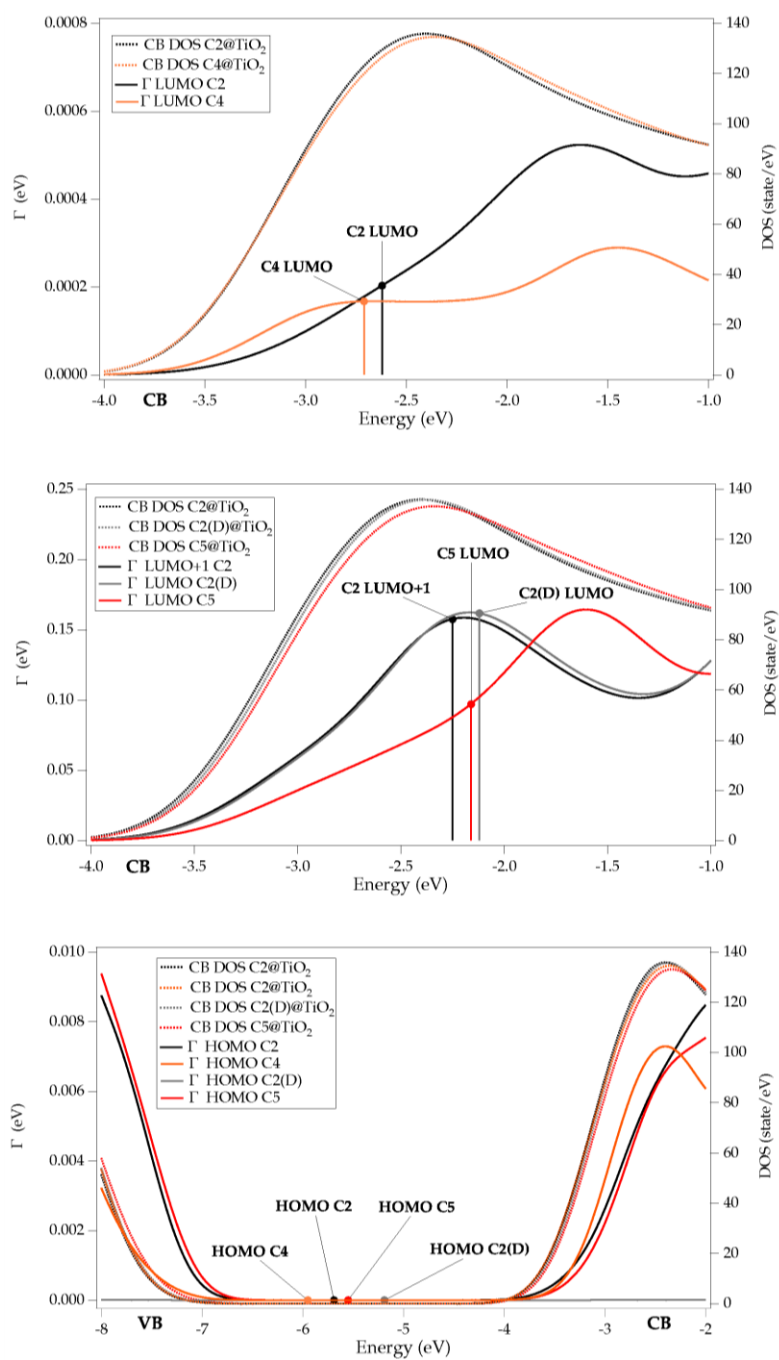 0.0008
0.0006
0.0004
0.0002
0.0000
Γ (eV)
140
120
100
80
60
40
20
0
DOS (state/eV)
CB DOS C2@TiO₂
CB DOS C4@TiO₂
Γ LUMO C2
Γ LUMO C4
C2 LUMO
C4 LUMO
-4.0 -3.5 -3.0 -2.5 -2.0 -1.5 -1.0
CB
Energy (eV)
0.25
0.20
0.15
0.10
0.05
0.00
Γ (eV)
140
120
100
80
60
40
20
0
DOS (state/eV)
CB DOS C2@TiO₂
CB DOS C2(D)@TiO₂
CB DOS C5@TiO₂
Γ LUMO+1 C2
Γ LUMO C2(D)
Γ LUMO C5
C5 LUMO
C2 LUMO+1
C2(D) LUMO
-4.0 -3.5 -3.0 -2.5 -2.0 -1.5 -1.0
CB
Energy (eV)
0.010
0.008
0.006
0.004
0.002
0.000
Γ (eV)
140
120
100
80
60
40
20
0
DOS (state/eV)
CB DOS C2@TiO₂
CB DOS C2@TiO₂
CB DOS C2(D)@TiO₂
CB DOS C5@TiO₂
Γ HOMO C2
Γ HOMO C4
Γ HOMO C2(D)
Γ HOMO C5
HOMO C2
HOMO C5
HOMO C4
HOMO C2(D)
-8 -7 -6 -5 -4 -3 -2
VB CB
Energy (eV)